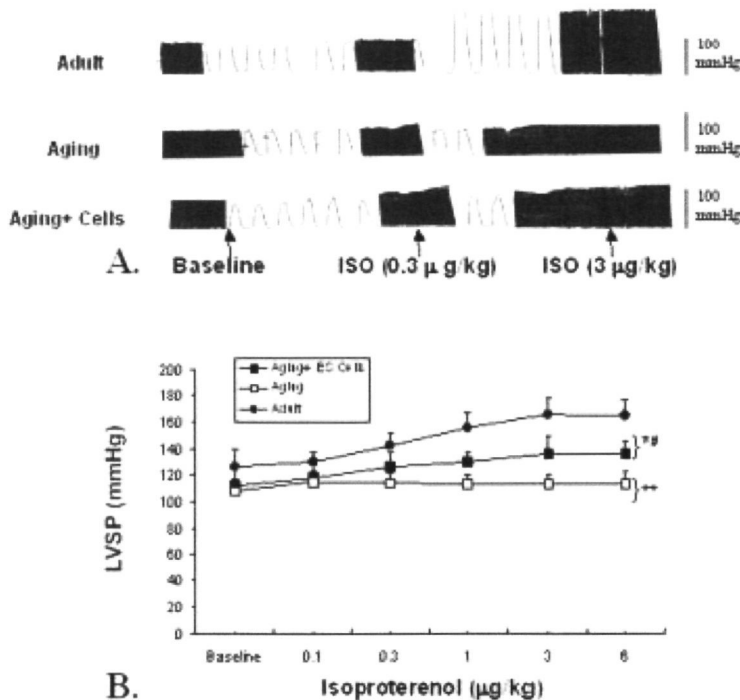 Adult
100
mmHg
Aging
100
mmHg
Aging+ Cells
100
mmHg
A. Baseline ISO (0.3 μ g/kg) ISO (3 μg/kg)
200
180
160
140
120
100
80
60
40
20
0
LVSP (mmHg)
Aging+ ES Cells
Aging
Adult
}*#
}**
Baseline 0.1 0.3 1 3 6
B. Isoproterenol (μg/kg)